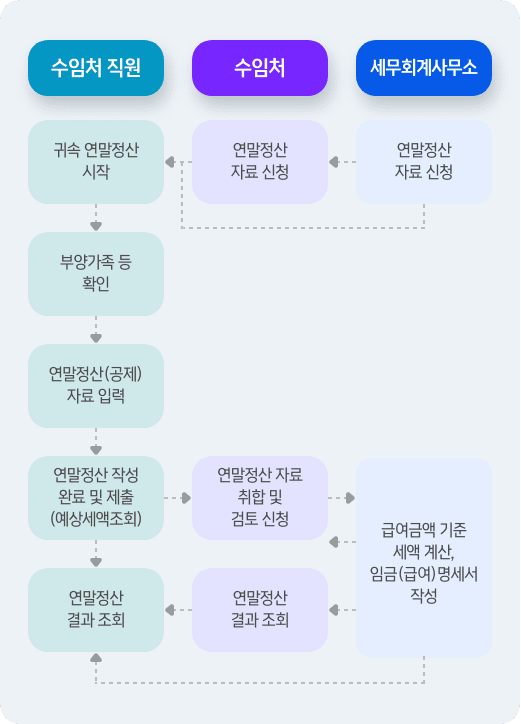 수임처 직원
수임처
세무회계사무소
귀속 연말정산
시작
연말정산
자료 신청
연말정산
자료 신청
부양가족 등
확인
연말정산(공제)
자료 입력
연말정산 작성
완료 및 제출
(예상세액조회)
연말정산 자료
취합 및
검토 신청
급여금액 기준
세액 계산,
임금(급여)명세서
작성
연말정산
결과 조회
연말정산
결과 조회